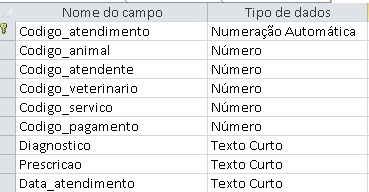 Nome do campo Tipo de dados
Codigo_atendimento Numeração Automática
Codigo_animal Número
Codigo_atendente Número
Codigo_veterinario Número
Codigo_servico Número
Codigo_pagamento Número
Diagnostico Texto Curto
Prescricao Texto Curto
Data_atendimento Texto Curto